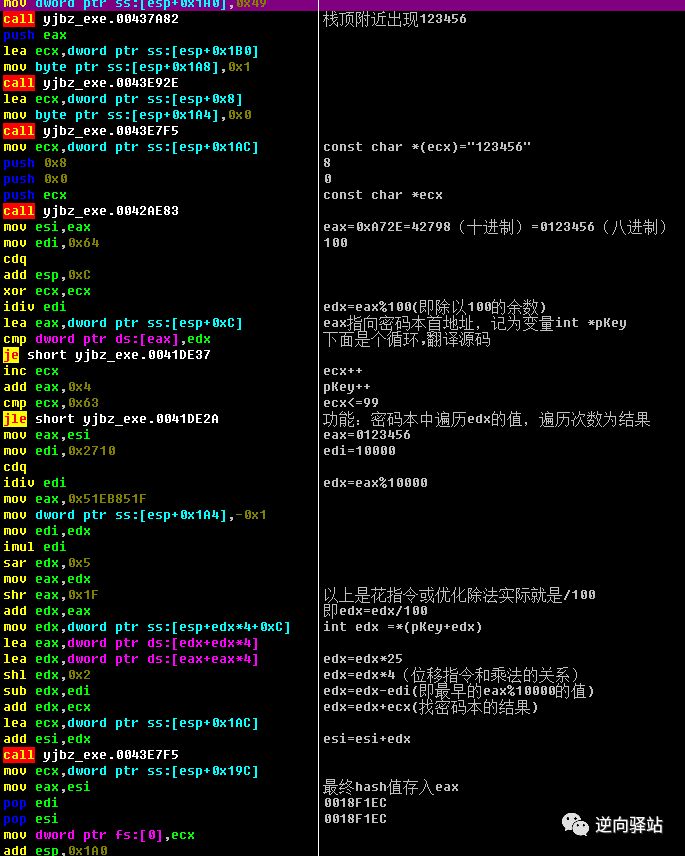 mov dword ptr ss:[esp+0x1A0],0x49
call yjbz_exe.00437A82 栈顶附近出现123456
push eax
lea ecx,dword ptr ss:[esp+0x1B0]
mov byte ptr ss:[esp+0x1A8],0x1
call yjbz_exe.0043E92E
lea ecx,dword ptr ss:[esp+0x8]
mov byte ptr ss:[esp+0x1A4],0x0
call yjbz_exe.0043E7F5
mov ecx,dword ptr ss:[esp+0x1AC] const char *(ecx)="123456"
push 0x8 8
push 0x0 0
push ecx const char *ecx
call yjbz_exe.0042AE83
mov esi,eax eax=0xA72E=42798（十进制）=0123456（八进制）
mov edi,0x64 100
cdq
add esp,0xC
xor ecx,ecx
idiv edi edx=eax%100(即除以100的余数)
lea eax,dword ptr ss:[esp+0xC] eax指向密码本首地址，记为变量int *pKey
cmp dword ptr ds:[eax],edx 下面是个循环,翻译源码
je short yjbz_exe.0041DE37
inc ecx ecx++
add eax,0x4 pKey++
cmp ecx,0x63 ecx<=99
jle short yjbz_exe.0041DE2A 功能：密码本中遍历edx的值，遍历次数为结果
mov eax,esi eax=0123456
mov edi,0x2710 edi=10000
cdq
idiv edi edx=eax%10000
mov eax,0x51EB851F
mov dword ptr ss:[esp+0x1A4],-0x1
mov edi,edx
imul edi
sar edx,0x5
mov eax,edx
shr eax,0x1F 以上是花指令或优化除法实际就是/100
add edx,eax 即edx=edx/100
mov edx,dword ptr ss:[esp+edx*4+0xC] int edx =*(pKey+edx)
lea eax,dword ptr ds:[edx+edx*4]
lea edx,dword ptr ds:[eax+eax*4] edx=edx*25
shl edx,0x2 edx=edx*4（位移指令和乘法的关系）
sub edx,edi edx=edx-edi(即最早的eax%10000的值)
add edx,ecx edx=edx+ecx(找密码本的结果)
lea ecx,dword ptr ss:[esp+0x1AC]
add esi,edx esi=esi+edx
call yjbz_exe.0043E7F5
mov ecx,dword ptr ss:[esp+0x19C]
mov eax,esi 最终hash值存入eax
pop edi 0018F1EC
pop esi 0018F1EC
mov dword ptr fs:[0],ecx
add esp,0x1A0
逆向驿站